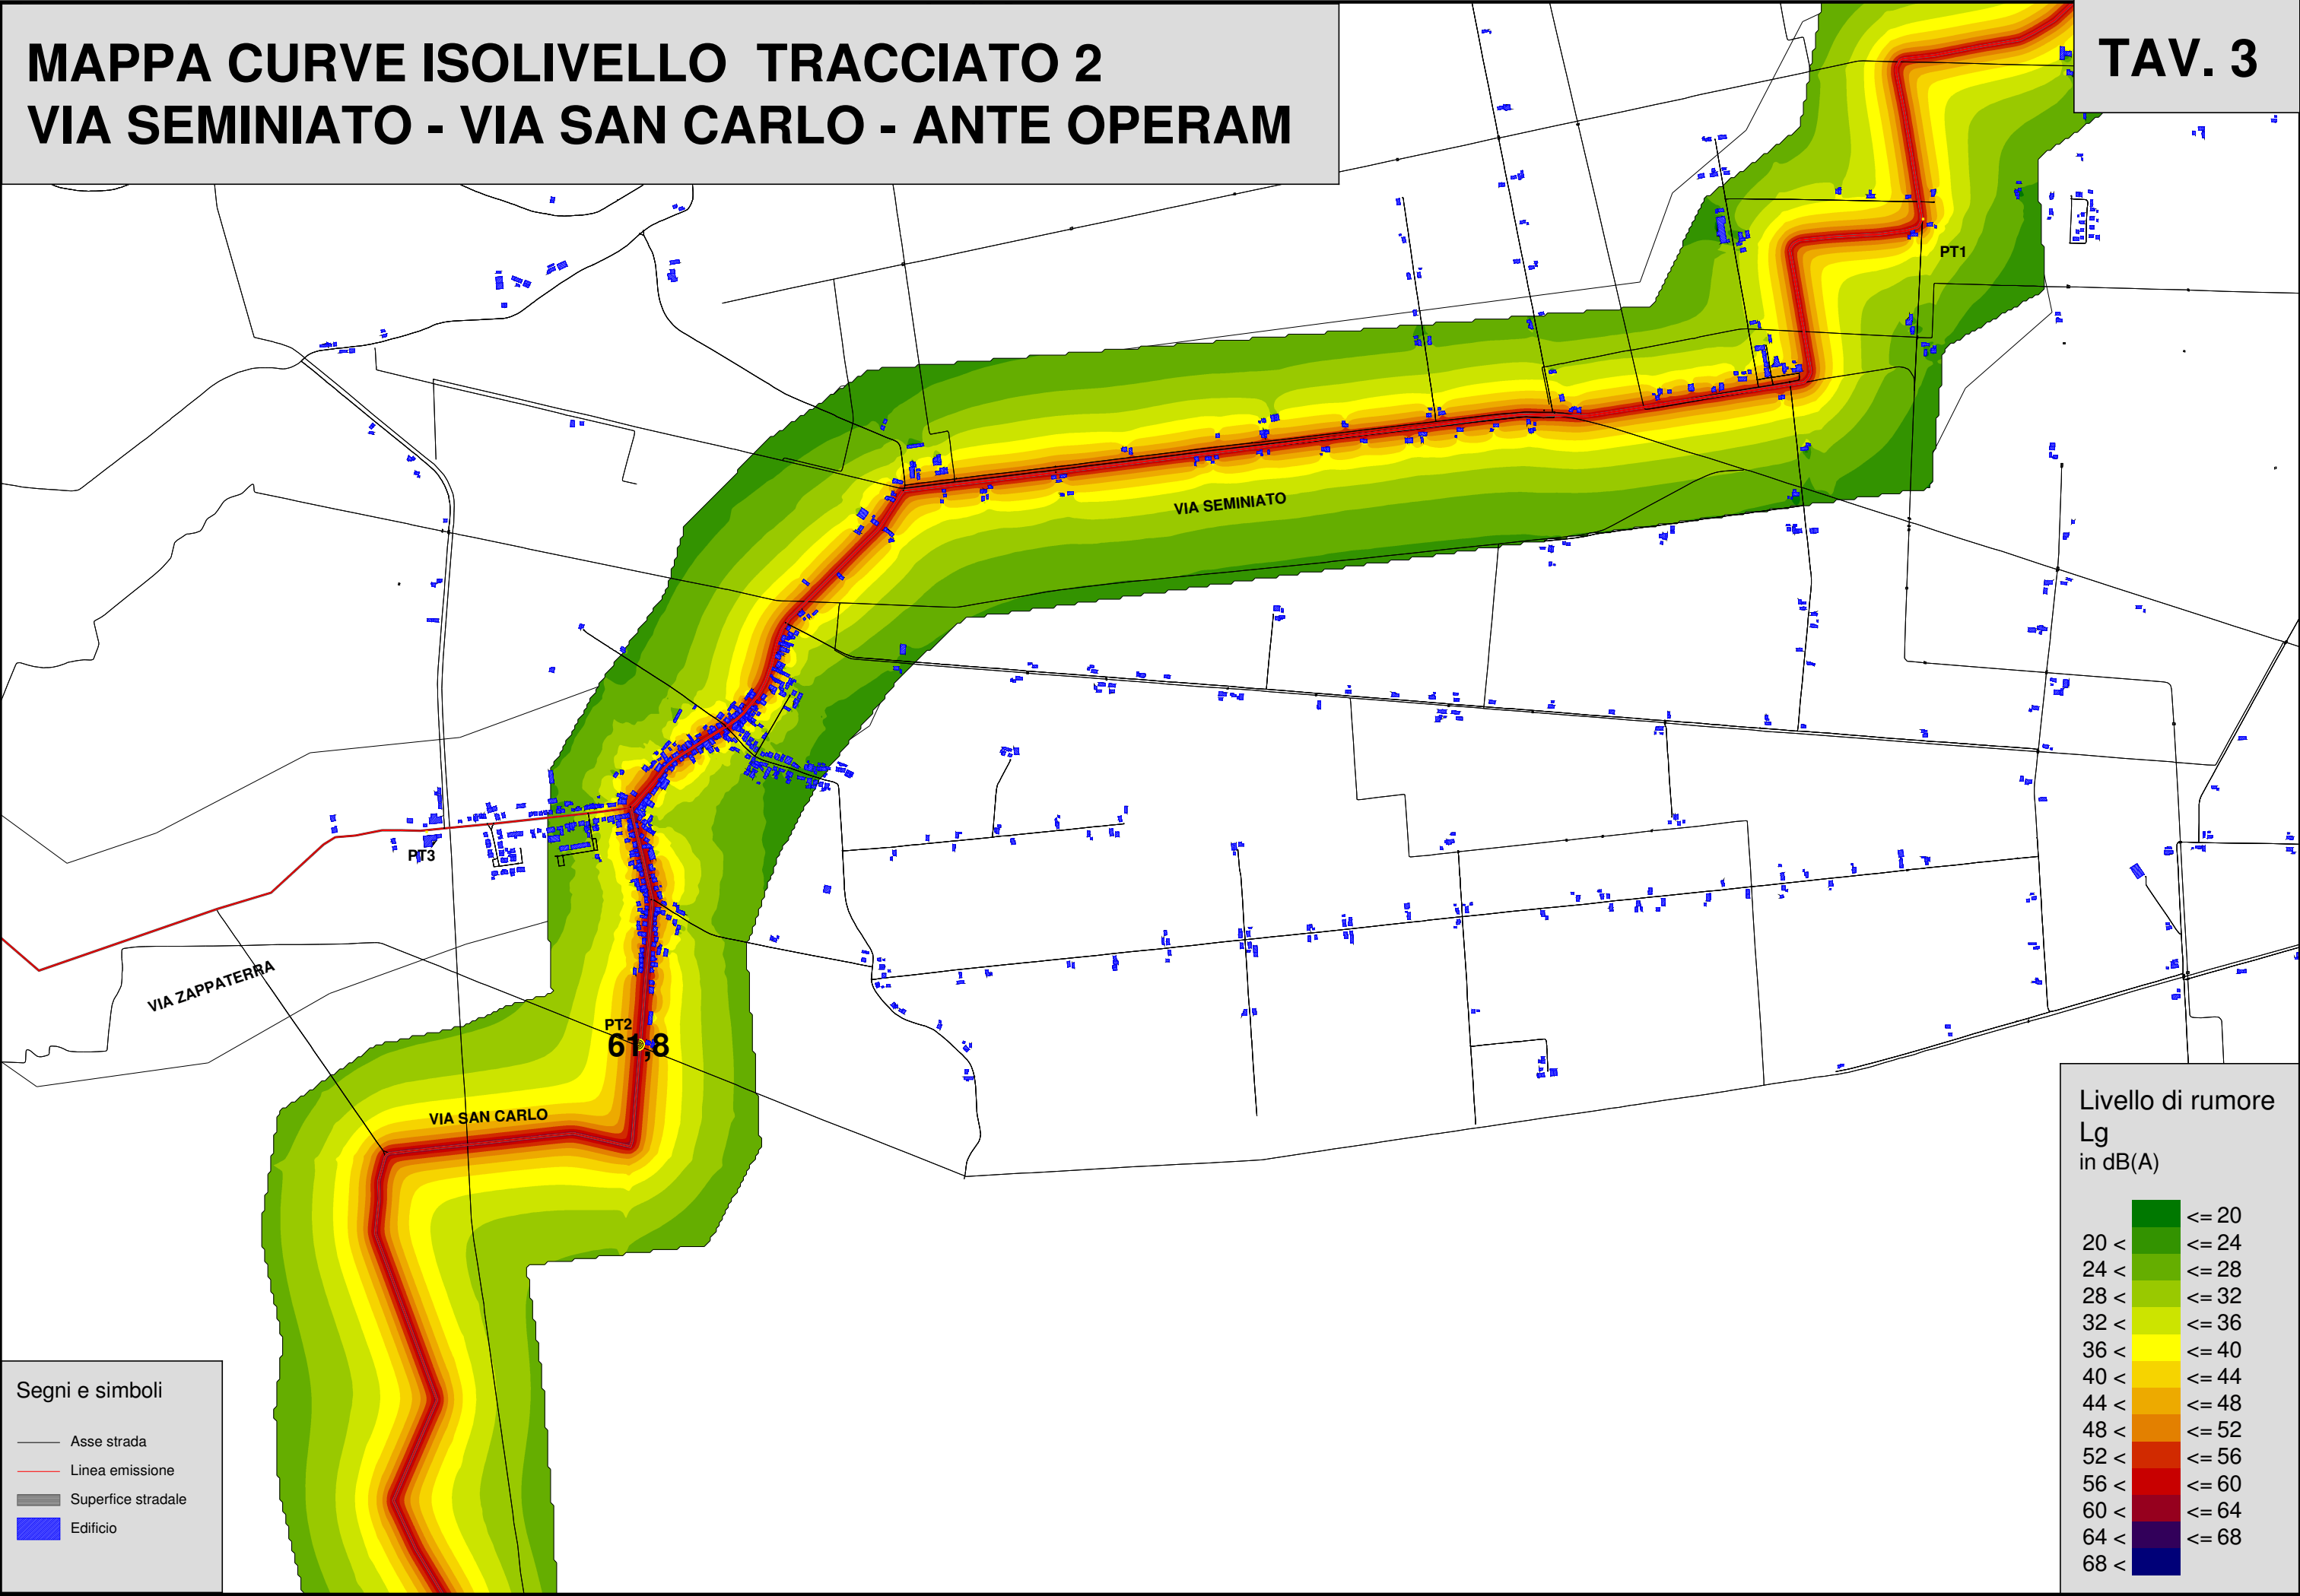 MAPPA CURVE ISOLIVELLO  TRACCIATO 2
VIA SEMINIATO - VIA SAN CARLO - ANTE OPERAM
TAV. 3
PT1
VIA SEMINIATO
PT3
VIA ZAPPATERRA
PT2
61,8
VIA SAN CARLO
Segni e simboli
Asse strada
Linea emissione
Superfice stradale
Edificio
Livello di rumore
Lg
in dB(A)
<= 20
20 < <= 24
24 < <= 28
28 < <= 32
32 < <= 36
36 < <= 40
40 < <= 44
44 < <= 48
48 < <= 52
52 < <= 56
56 < <= 60
60 < <= 64
64 < <= 68
68 <